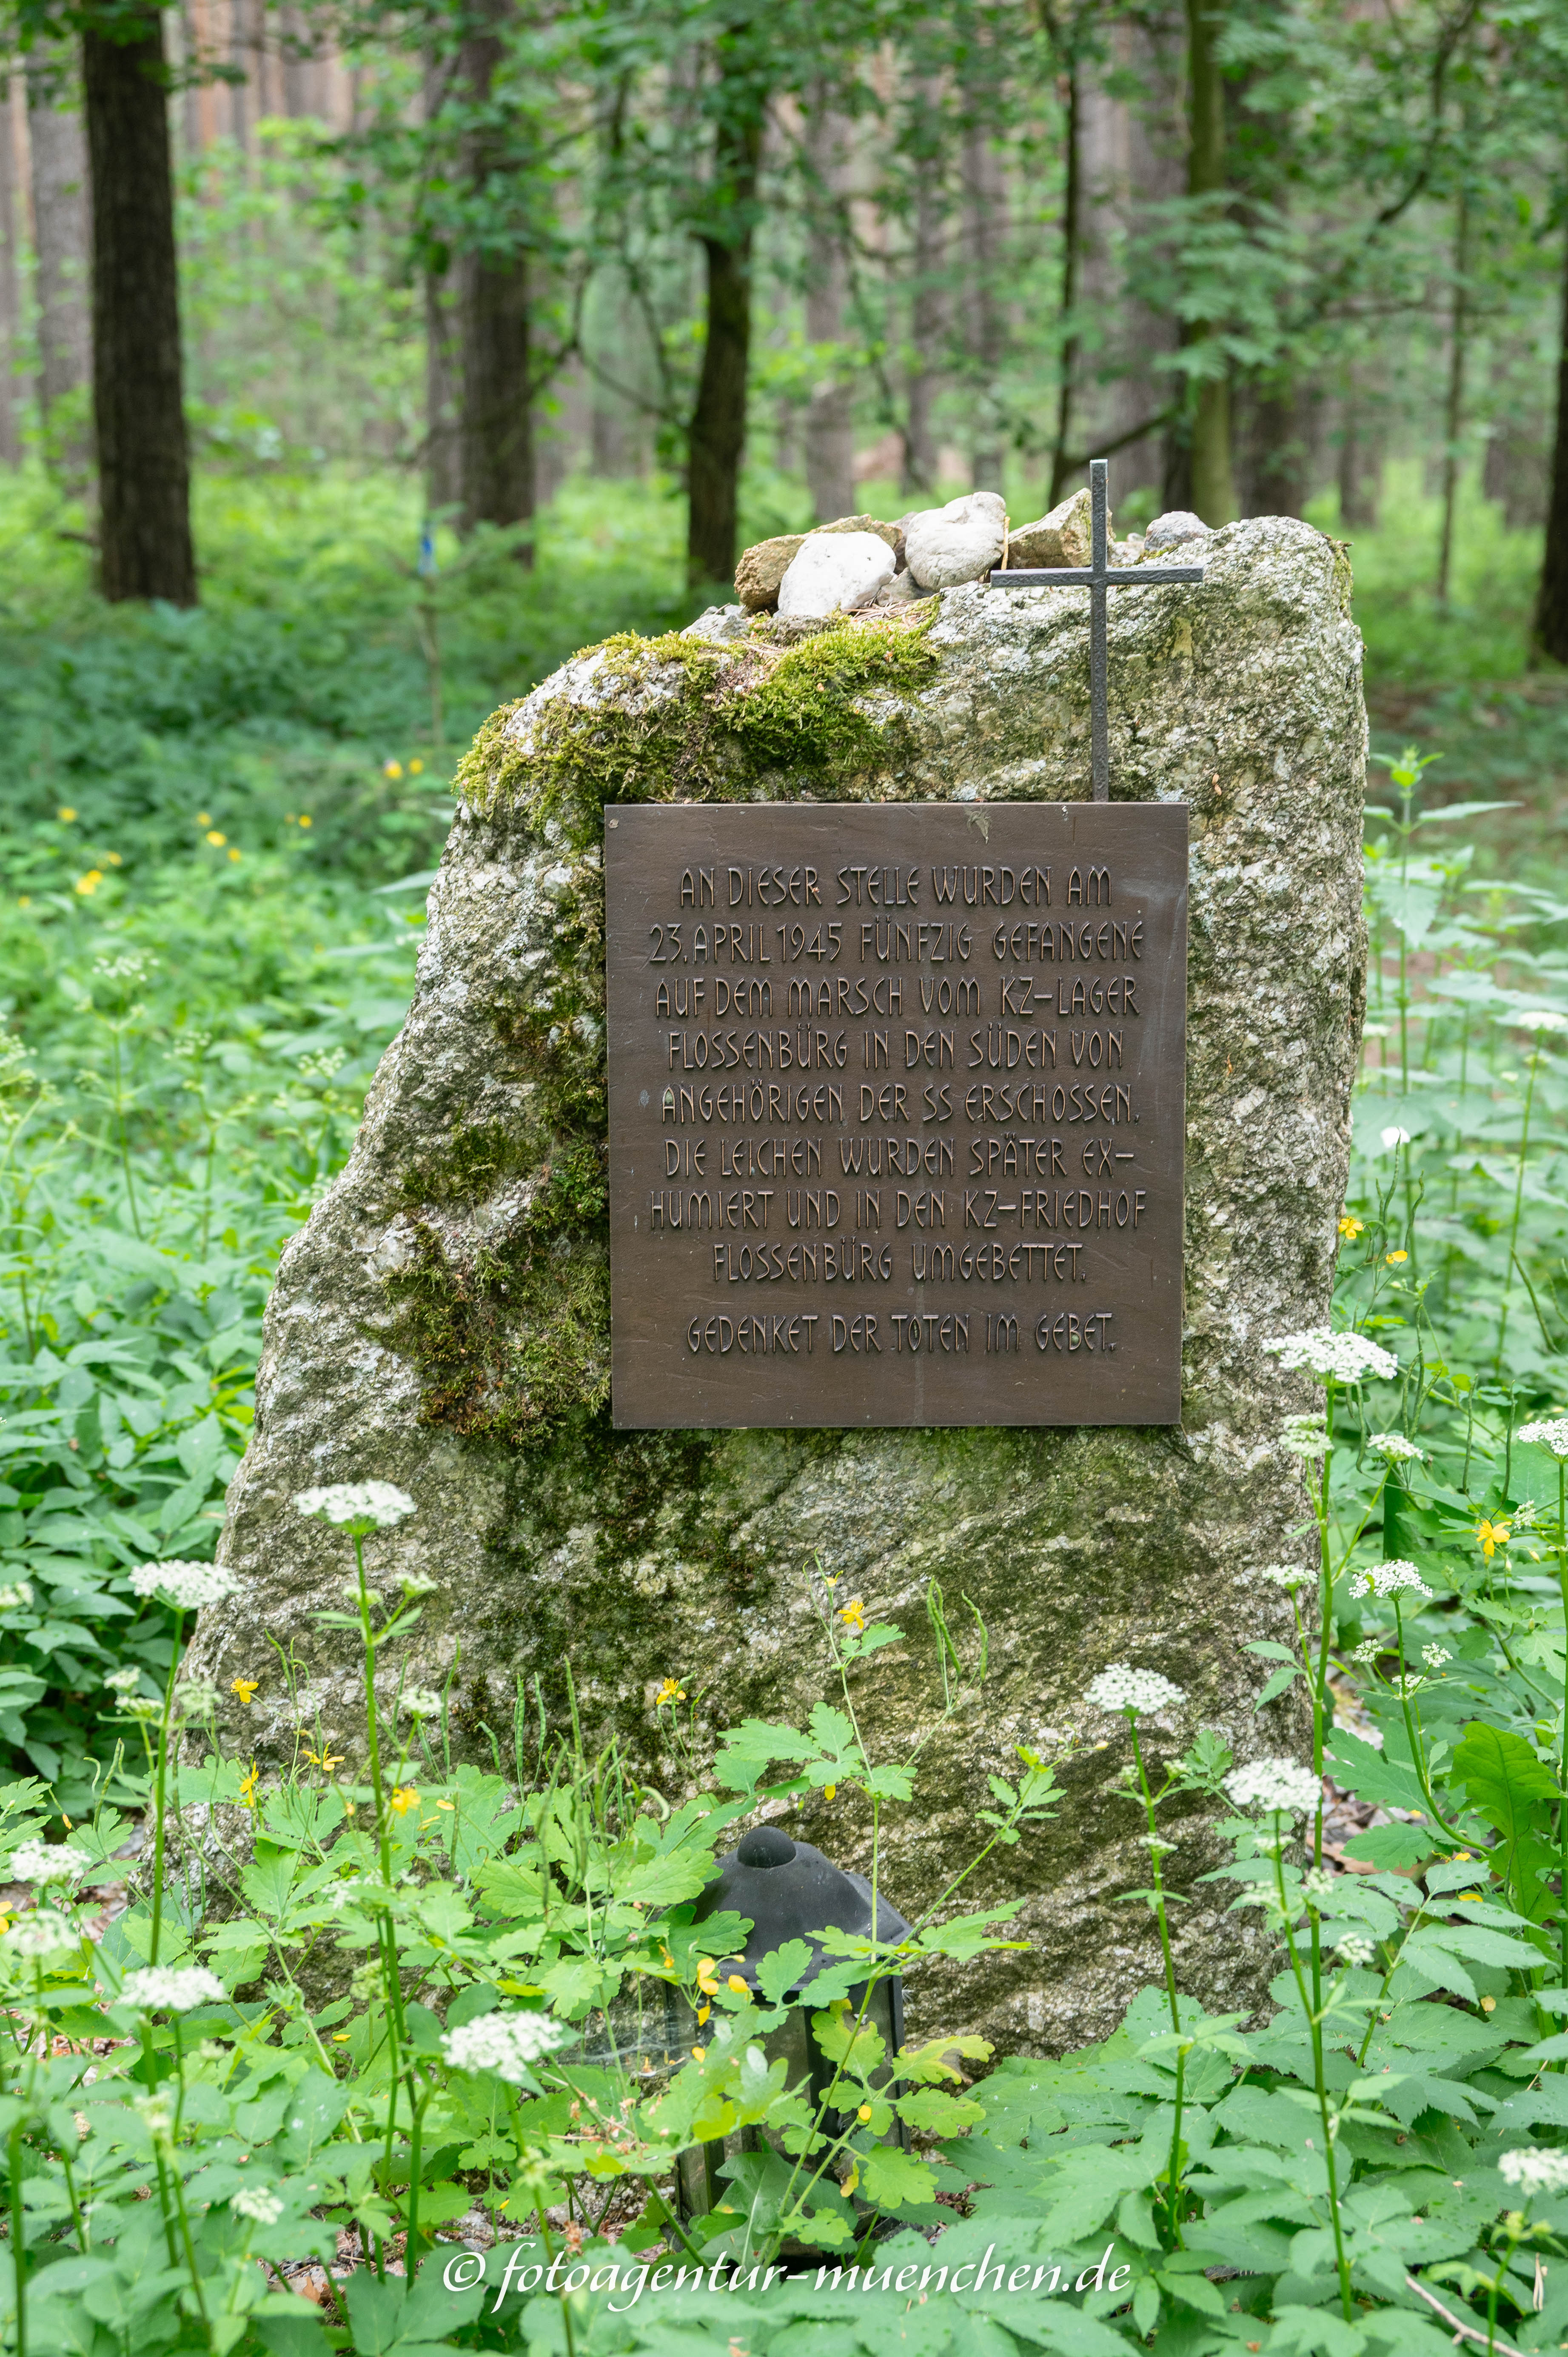 AN DIESER STELLE WURDEN AM
23. APRIL 1945 FÜNFZIG GEFANGENE
AUF DEM MARSCH VOM KZ-LAGER
FLOSSENBÜRG IN DEN SÜDEN VON
ANGEHÖRIGEN DER SS ERSCHOSSEN.
DIE LEICHEN WURDEN SPÄTER EX-
HUMIERT UND IN DEN KZ-FRIEDHOF
FLOSSENBÜRG UMGEBETTET.
GEDENKET DER TOTEN IM GEBET.
© fotoagentur-muenchen.de